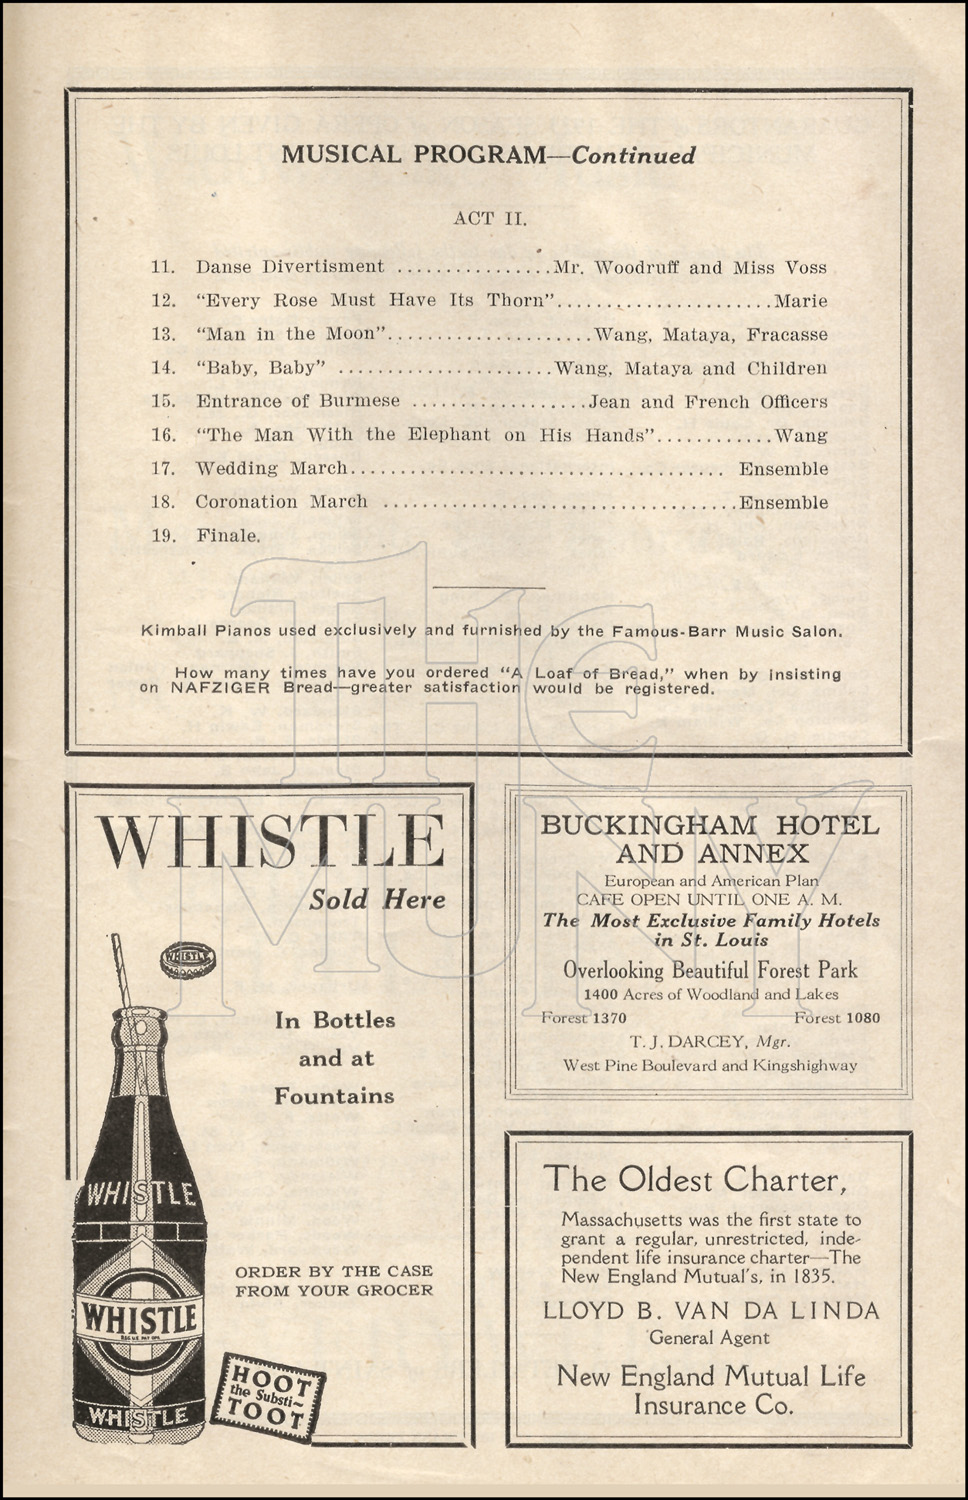 MUSICAL PROGRAM—Continued
ACT II.
11. Danse Divertisment ................Mr. Woodruff and Miss Voss
12. “Every Rose Must Have Its Thorn”......................Marie
13. “Man in the Moon”.....................Wang, Mataya, Fracasse
14. “Baby, Baby” ......................Wang, Mataya and Children
15. Entrance of Burmese ..................Jean and French Officers
16. “The Man With the Elephant on His Hands”............Wang
17. Wedding March...................................... Ensemble
18. Coronation March ....................................Ensemble
19. Finale.
Kimball Pianos used exclusively and furnished by the Famous-Barr Music Salon.
How many times have you ordered “A Loaf of Bread,” when by insisting
on NAFZIGER Bread—greater satisfaction would be registered.
THE
MUNY
WHISTLE
Sold Here
WHISTLE
In Bottles
and at
Fountains
WHISTLE
ORDER BY THE CASE
FROM YOUR GROCER
WHISTLE
REG. U.S. PAT. OFF.
WHISTLE
HOOT
the Substi-
TOOT
BUCKINGHAM HOTEL
AND ANNEX
European and American Plan
CAFE OPEN UNTIL ONE A. M.
The Most Exclusive Family Hotels
in St. Louis
Overlooking Beautiful Forest Park
1400 Acres of Woodland and Lakes
Forest 1370 Forest 1080
T. J. DARCEY, Mgr.
West Pine Boulevard and Kingshighway
The Oldest Charter,
Massachusetts was the first state to
grant a regular, unrestricted, inde-
pendent life insurance charter—The
New England Mutual's, in 1835.
LLOYD B. VAN DA LINDA
General Agent
New England Mutual Life
Insurance Co.